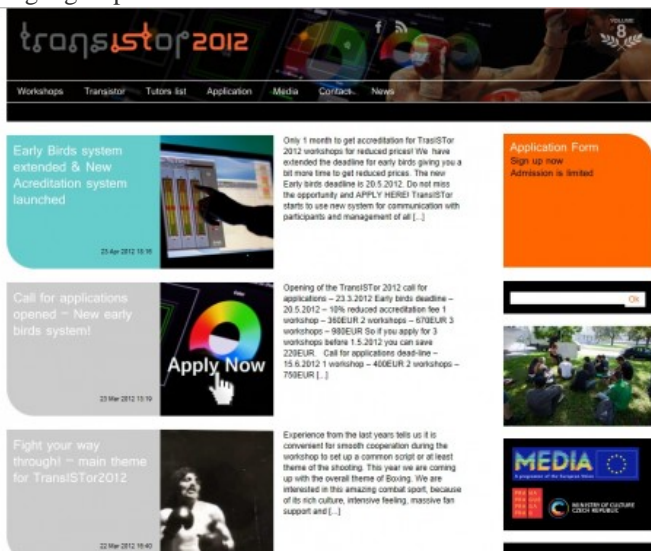 transistor 2012
VOLUME
8
Workshops Transistor Tutors list Application Media Contact News
Early Birds system
extended & New
Acreditation system
launched
23 Apr 2012 15:16
Only 1 month to get accreditation for TrasISTor
2012 workshops for reduced prices! We have
extended the deadline for early birds giving you a
bit more time to get reduced prices. The new
Early birds deadline is 20.5.2012. Do not miss
the opportunity and APPLY HERE! TransISTor
starts to use new system for communication with
participants and management of all [...]
Application Form
Sign up now
Admission is limited
Call for applications
opened – New early
birds system!
23 Mar 2012 15:19
Apply Now
Opening of the TransISTor 2012 call for
applications – 23.3.2012 Early birds deadline –
20.5.2012 – 10% reduced accreditation fee 1
workshop – 360EUR 2 workshops – 670EUR 3
workshops – 980EUR So if you apply for 3
workshops before 1.5.2012 you can save
220EUR. Call for applications dead-line –
15.6.2012 1 workshop – 400EUR 2 workshops –
750EUR [...]
Ok
Fight your way
through! – main theme
for TransISTor2012
22 Mar 2012 16:40
Experience from the last years tells us it is
convenient for smooth cooperation during the
workshop to set up a common script or at least
theme of the shooting. This year we are coming
up with the overall theme of Boxing. We are
interested in this amazing combat sport, because
of its rich culture, intensive feeling, massive fan
support and [...]
MEDIA
MINISTRY OF CULTURE
CZECH REPUBLIC